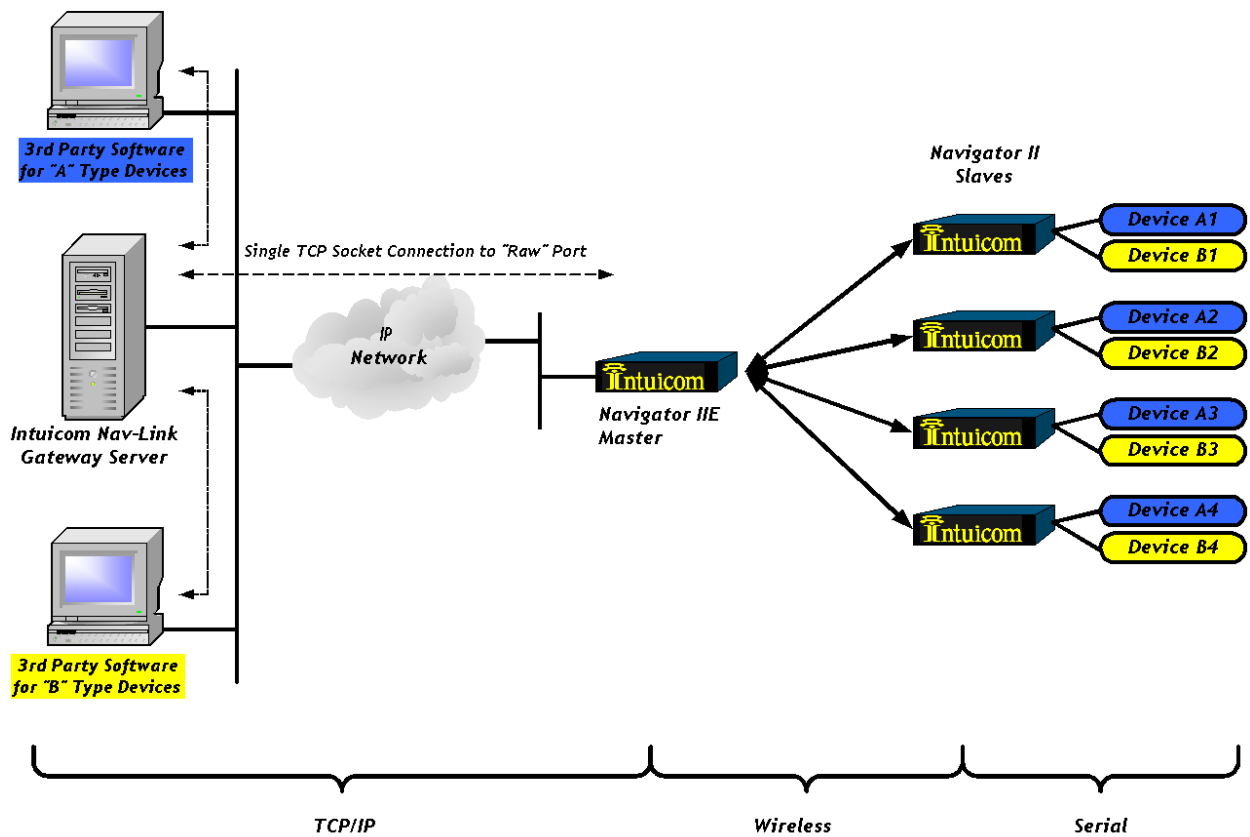 3rd Party Software
for "A" Type Devices
Single TCP Socket Connection to "Raw" Port
IP
Network
Intuicom Nav-Link
Gateway Server
3rd Party Software
for "B" Type Devices
Intuicom
Navigator IIE
Master
Navigator II
Slaves
Intuicom
Device A1
Device B1
Intuicom
Device A2
Device B2
Intuicom
Device A3
Device B3
Intuicom
Device A4
Device B4
TCP/IP
Wireless
Serial